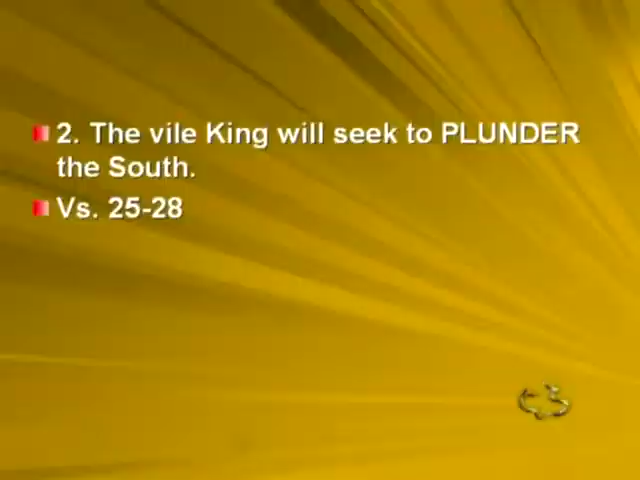 2. The vile King will seek to PLUNDER
the South.
Vs. 25-28